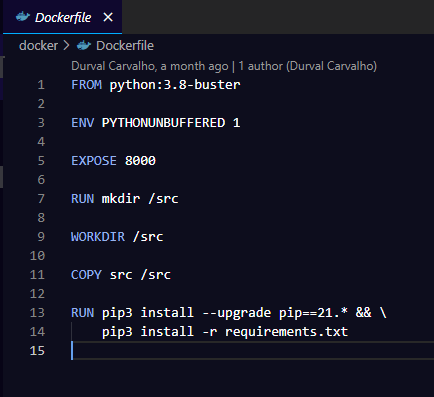 Dockerfile
docker > Dockerfile
Durval Carvalho, a month ago | 1 author (Durval Carvalho)
1 FROM python:3.8-buster
2
3 ENV PYTHONUNBUFFERED 1
4
5 EXPOSE 8000
6
7 RUN mkdir /src
8
9 WORKDIR /src
10
11 COPY src /src
12
13 RUN pip3 install --upgrade pip==21.* && \
14     pip3 install -r requirements.txt
15